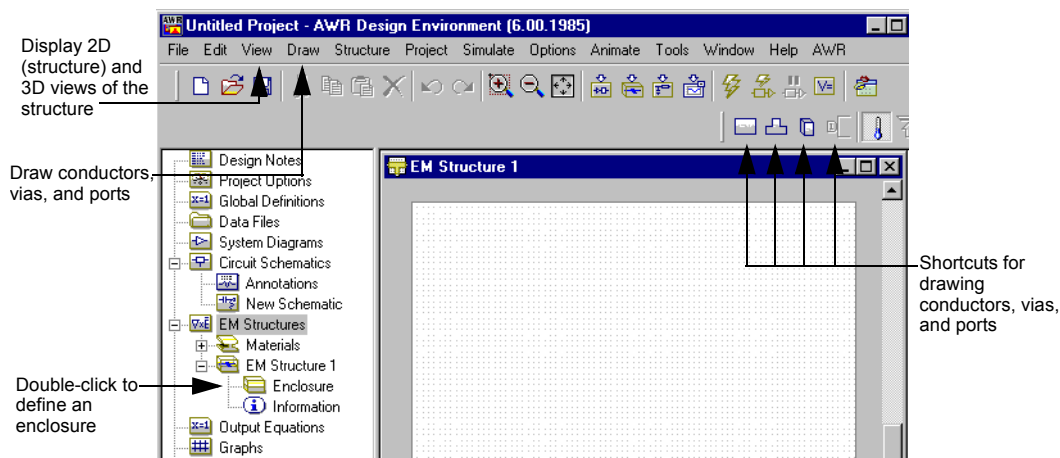 Untitled Project - AWR Design Environment (6.00.1985)
File Edit View Draw Structure Project Simulate Options Animate Tools Window Help AWR
Display 2D
(structure) and
3D views of the
structure
Draw conductors,
vias, and ports
Double-click to
define an
enclosure
Design Notes
Project Options
Global Definitions
Data Files
System Diagrams
Circuit Schematics
Annotations
New Schematic
EM Structures
Materials
EM Structure 1
Enclosure
Information
Output Equations
Graphs
EM Structure 1
Shortcuts for
drawing
conductors, vias,
and ports